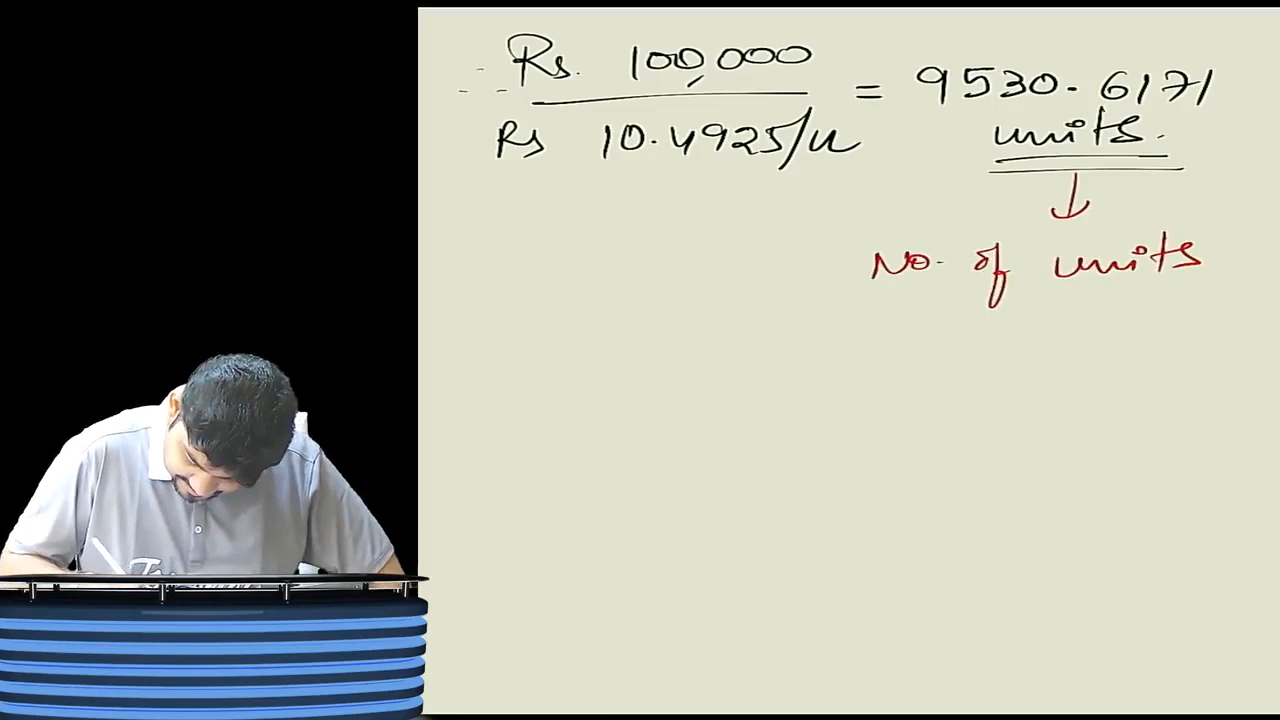 Rs. 100,000
Rs 10.4925/u
= 9530.6171
units.
No. of units